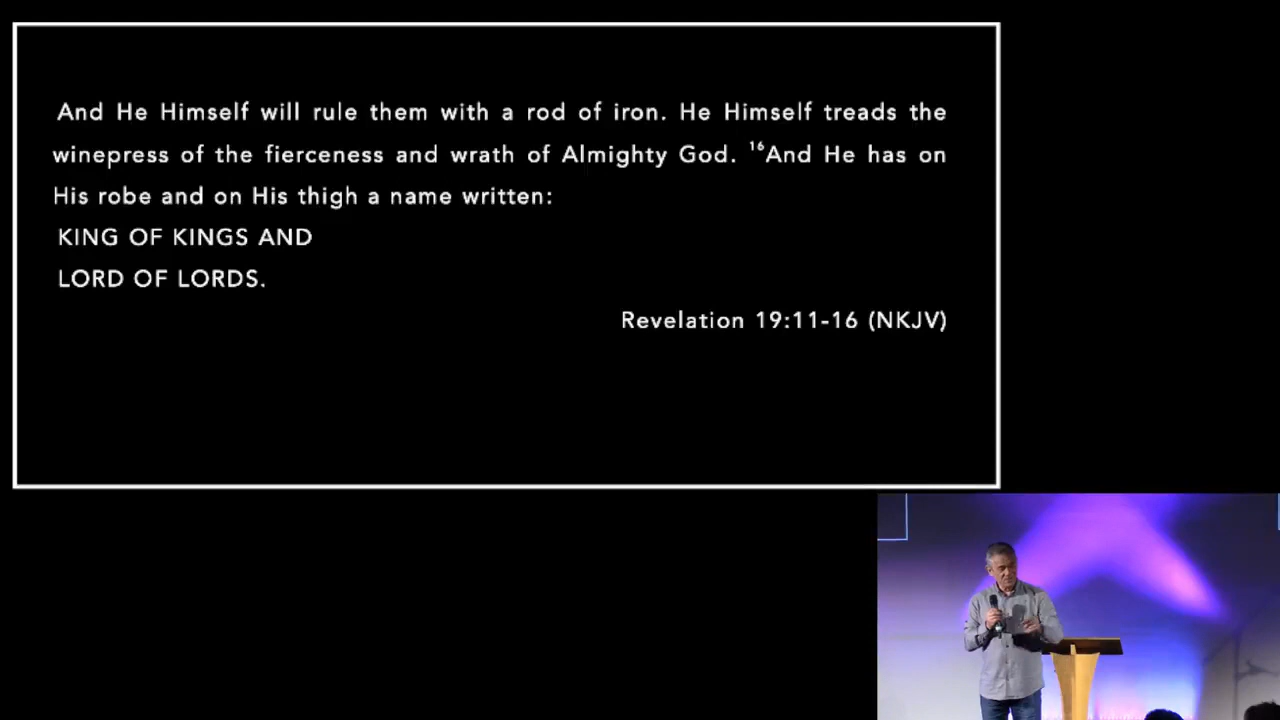 And He Himself will rule them with a rod of iron. He Himself treads the
winepress of the fierceness and wrath of Almighty God. ¹⁶And He has on
His robe and on His thigh a name written:
KING OF KINGS AND
LORD OF LORDS.
Revelation 19:11-16 (NKJV)